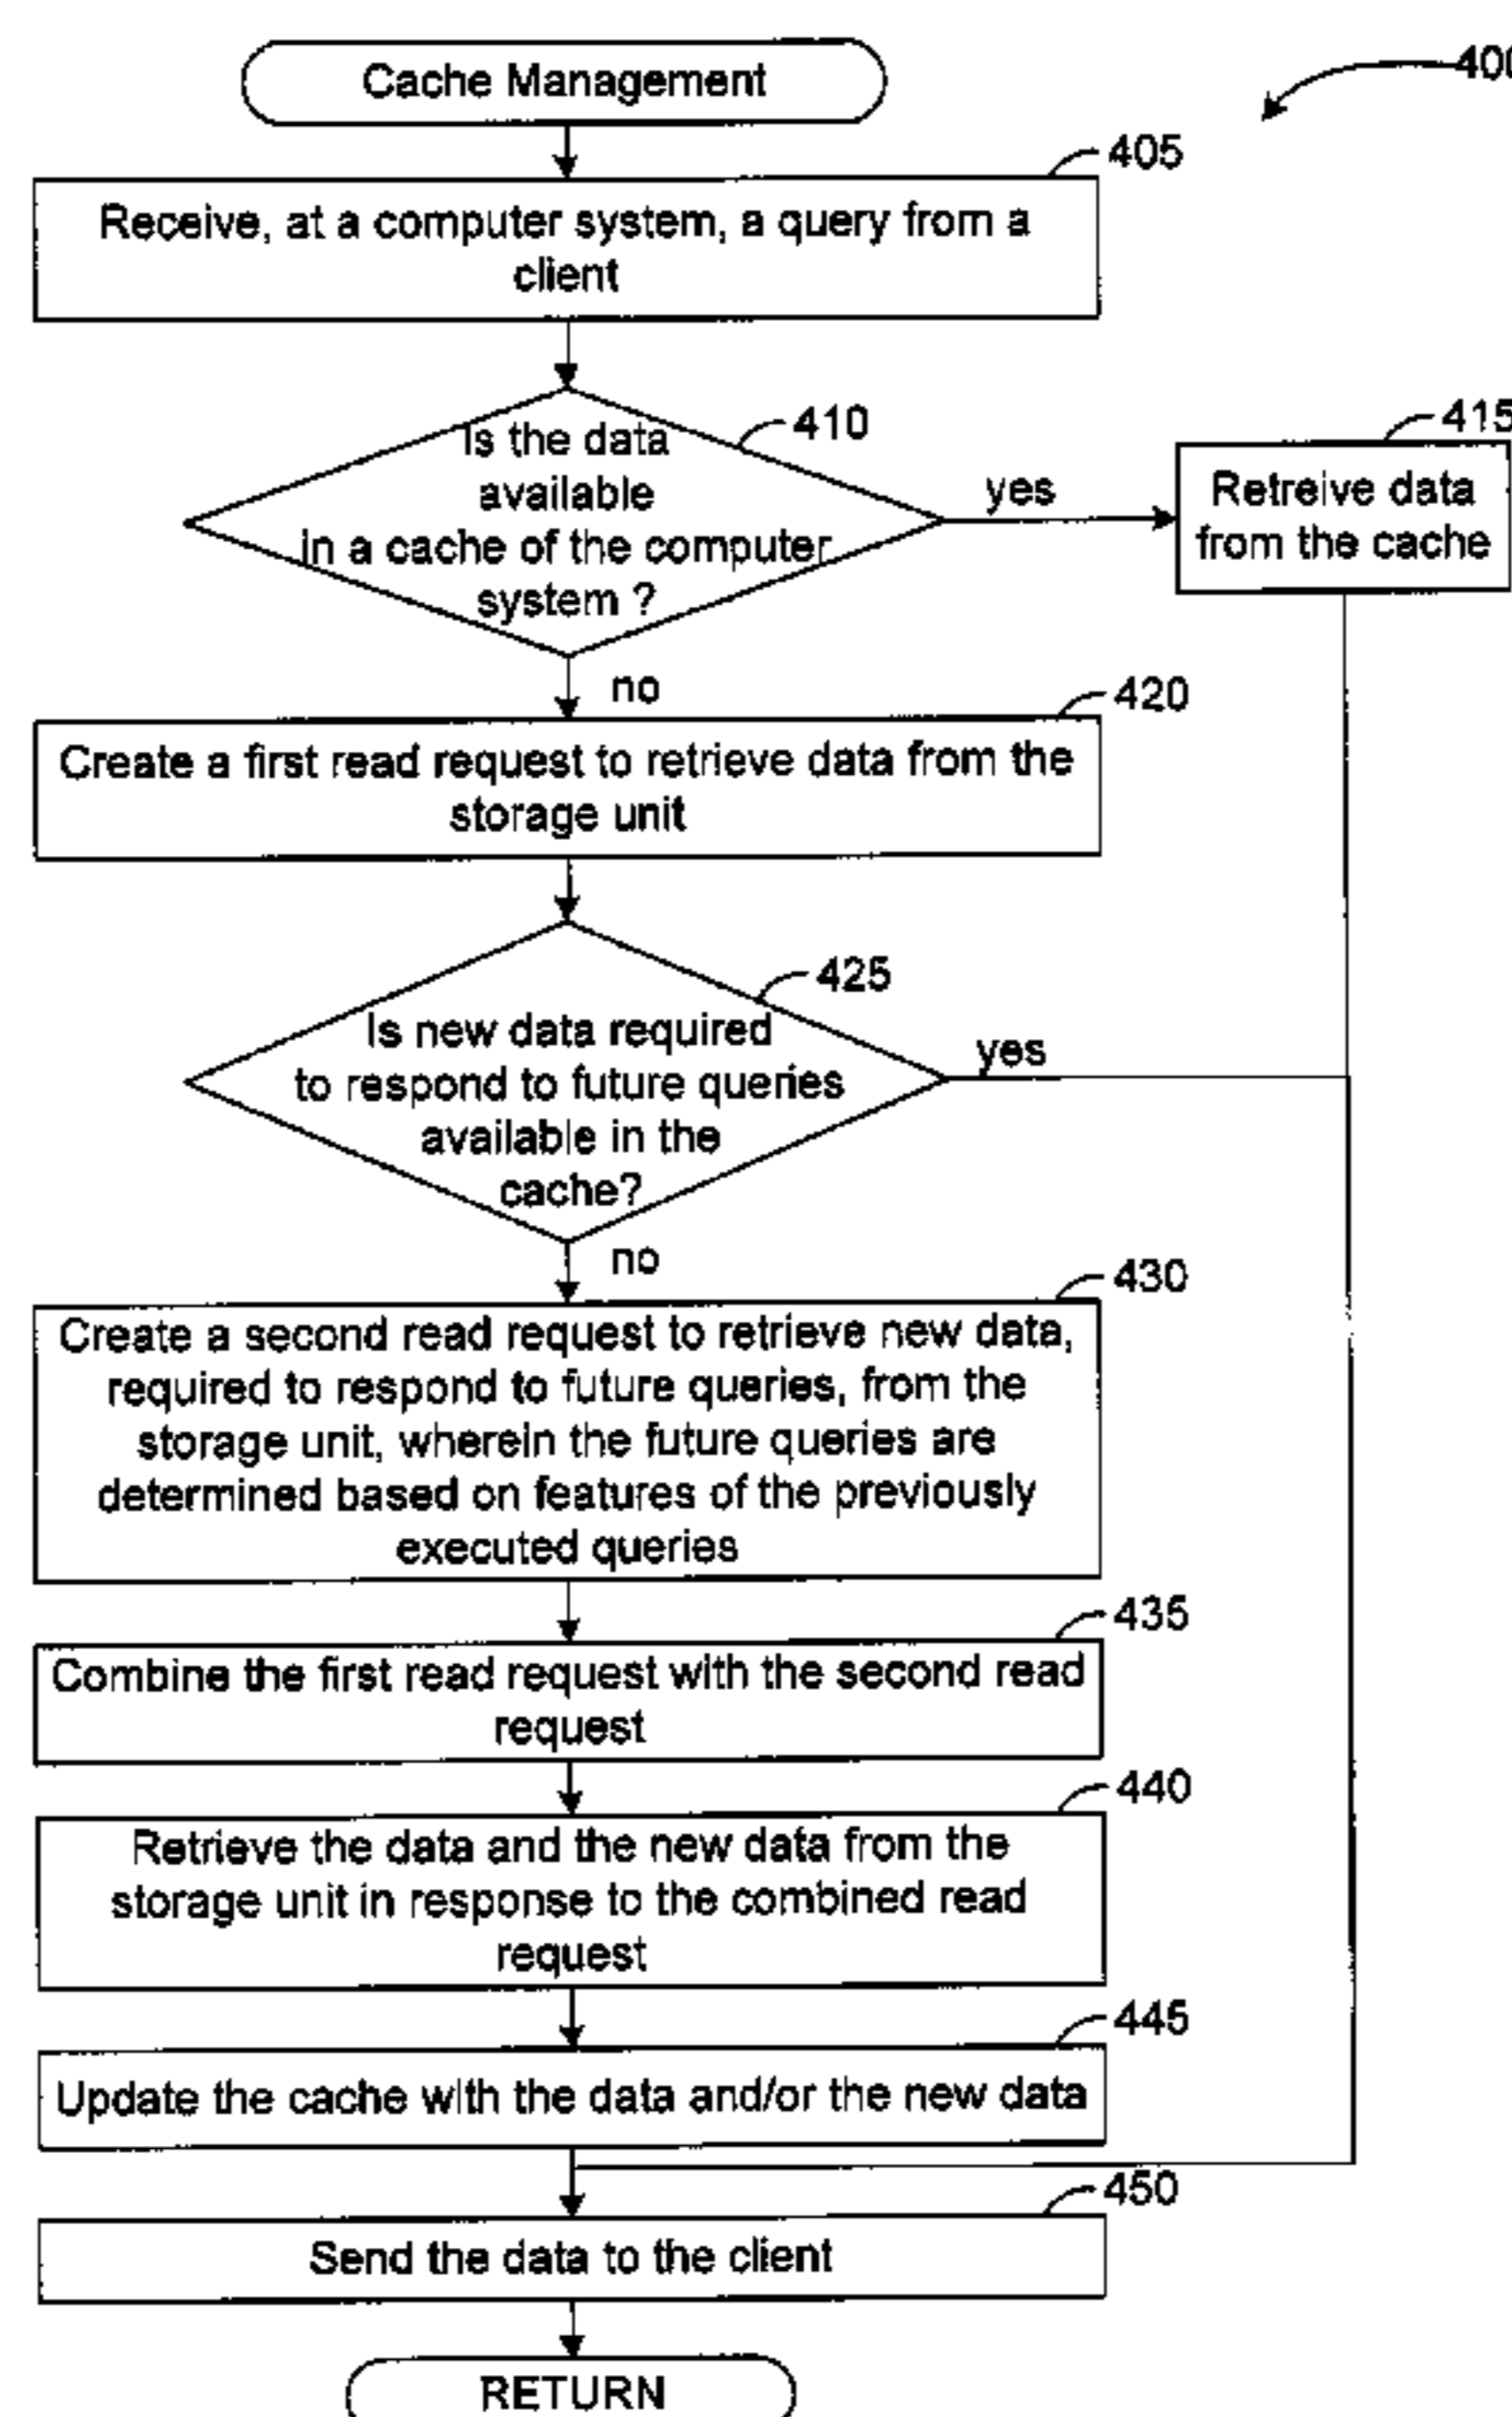 Cache Management
400
405
Receive, at a computer system, a query from a
client
410
Is the data
available
in a cache of the computer
system ?
yes
415
Retreive data
from the cache
no
420
Create a first read request to retrieve data from the
storage unit
425
Is new data required
to respond to future queries
available in the
cache?
yes
no
430
Create a second read request to retrieve new data,
required to respond to future queries, from the
storage unit, wherein the future queries are
determined based on features of the previously
executed queries
435
Combine the first read request with the second read
request
440
Retrieve the data and the new data from the
storage unit in response to the combined read
request
445
Update the cache with the data and/or the new data
450
Send the data to the client
RETURN